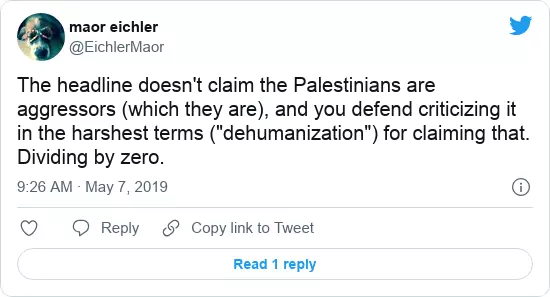 maor eichler
@EichlerMaor
The headline doesn't claim the Palestinians are
aggressors (which they are), and you defend criticizing it
in the harshest terms ("dehumanization") for claiming that.
Dividing by zero.
9:26 AM · May 7, 2019
Reply
Copy link to Tweet
Read 1 reply